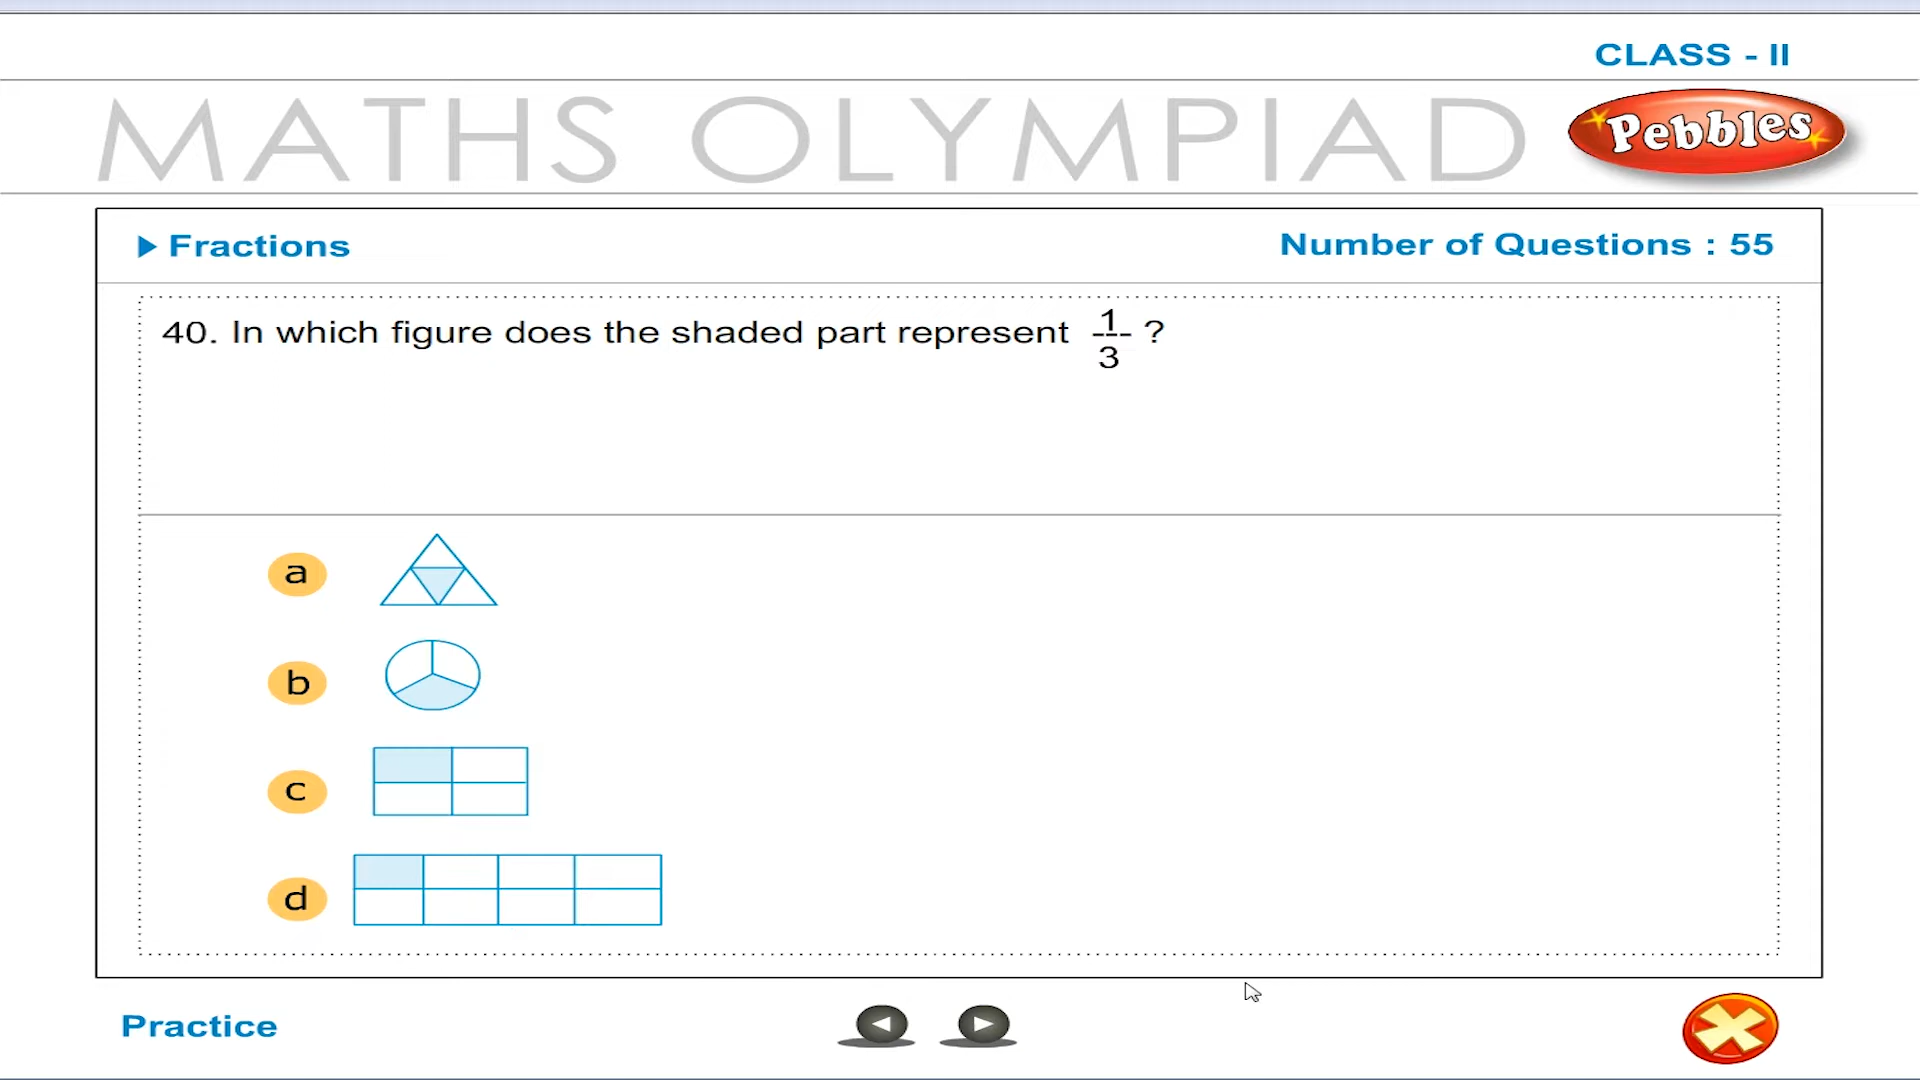 CLASS - II
MATHS OLYMPIAD
Pebbles
Fractions
Number of Questions : 55
40. In which figure does the shaded part represent 1/3 ?
a
b
c
d
Practice